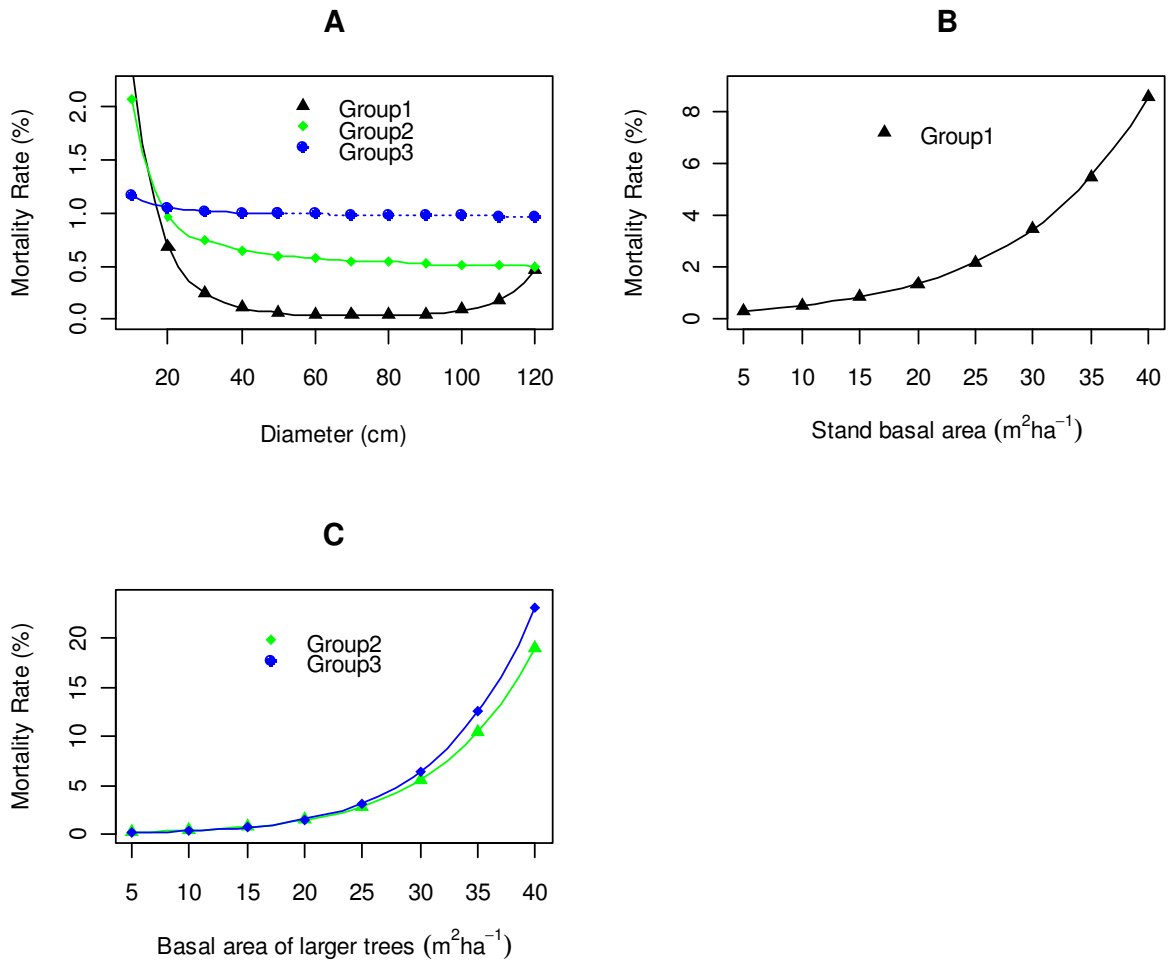 A
Mortality Rate (%)
2.0
1.5
1.0
0.5
0.0
Group1
Group2
Group3
20 40 60 80 100 120
Diameter (cm)
B
Mortality Rate (%)
8
6
4
2
0
Group1
5 10 15 20 25 30 35 40
Stand basal area (m²ha⁻¹)
C
Mortality Rate (%)
20
15
10
5
0
Group2
Group3
5 10 15 20 25 30 35 40
Basal area of larger trees (m²ha⁻¹)